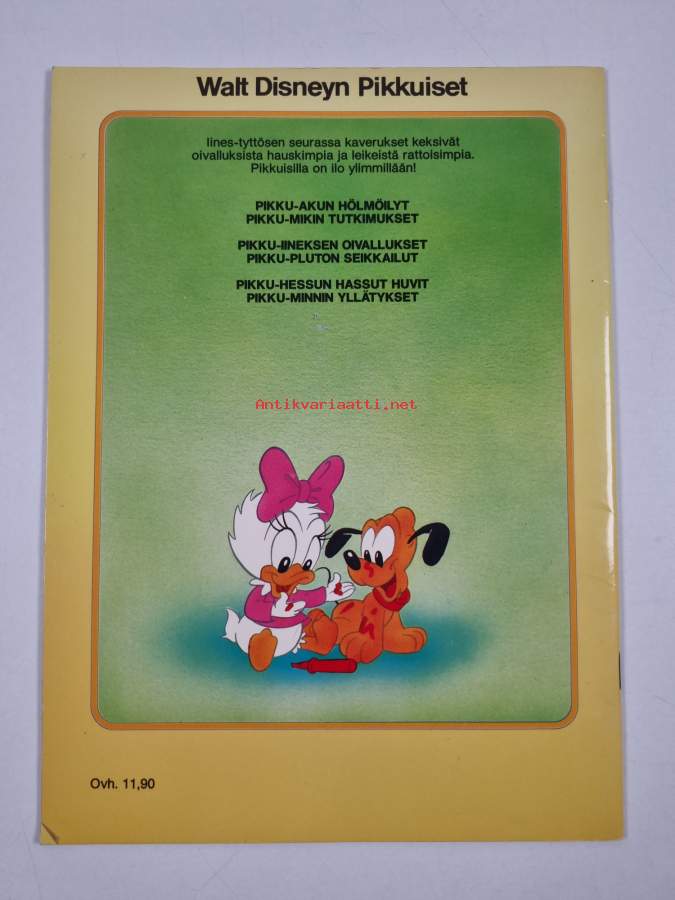 Walt Disneyn Pikkuiset
Iines-tyttösen seurassa kaverukset keksivät
oivalluksista hauskimpia ja leikeistä rattoisimpia.
Pikkuisilla on ilo ylimmillään!
PIKKU-AKUN HÖLMÖILYT
PIKKU-MIKIN TUTKIMUKSET
PIKKU-IINEKSEN OIVALLUKSET
PIKKU-PLUTON SEIKKAILUT
PIKKU-HESSUN HASSUT HUVIT
PIKKU-MINNIN YLLÄTYKSET
Antikvariaatti.net
Ovh. 11,90